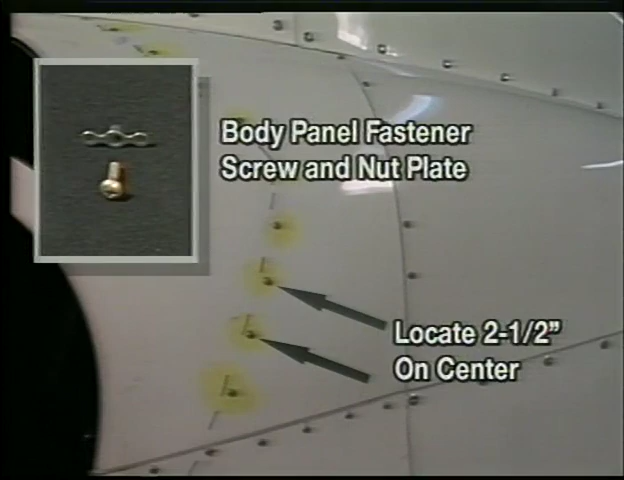 Body Panel Fastener
Screw and Nut Plate
Locate 2-1/2"
On Center